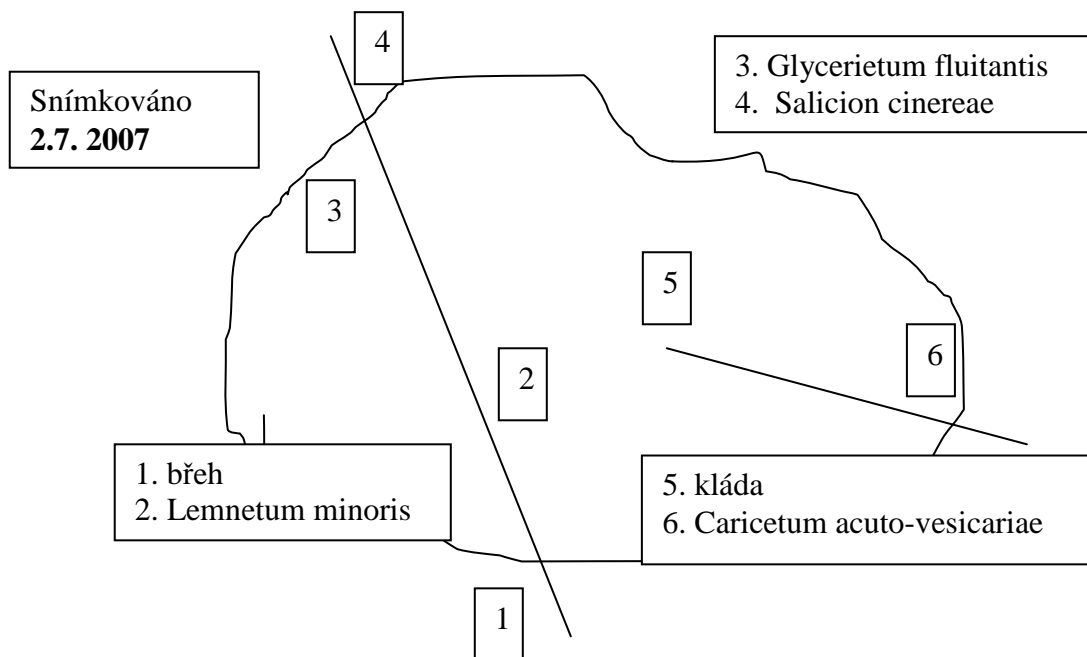 4
3. Glycerietum fluitantis
4. Salicion cinereae
Snímkováno
2.7. 2007
3
5
6
2
1. břeh
2. Lemnetum minoris
5. kláda
6. Caricetum acuto-vesicariae
1